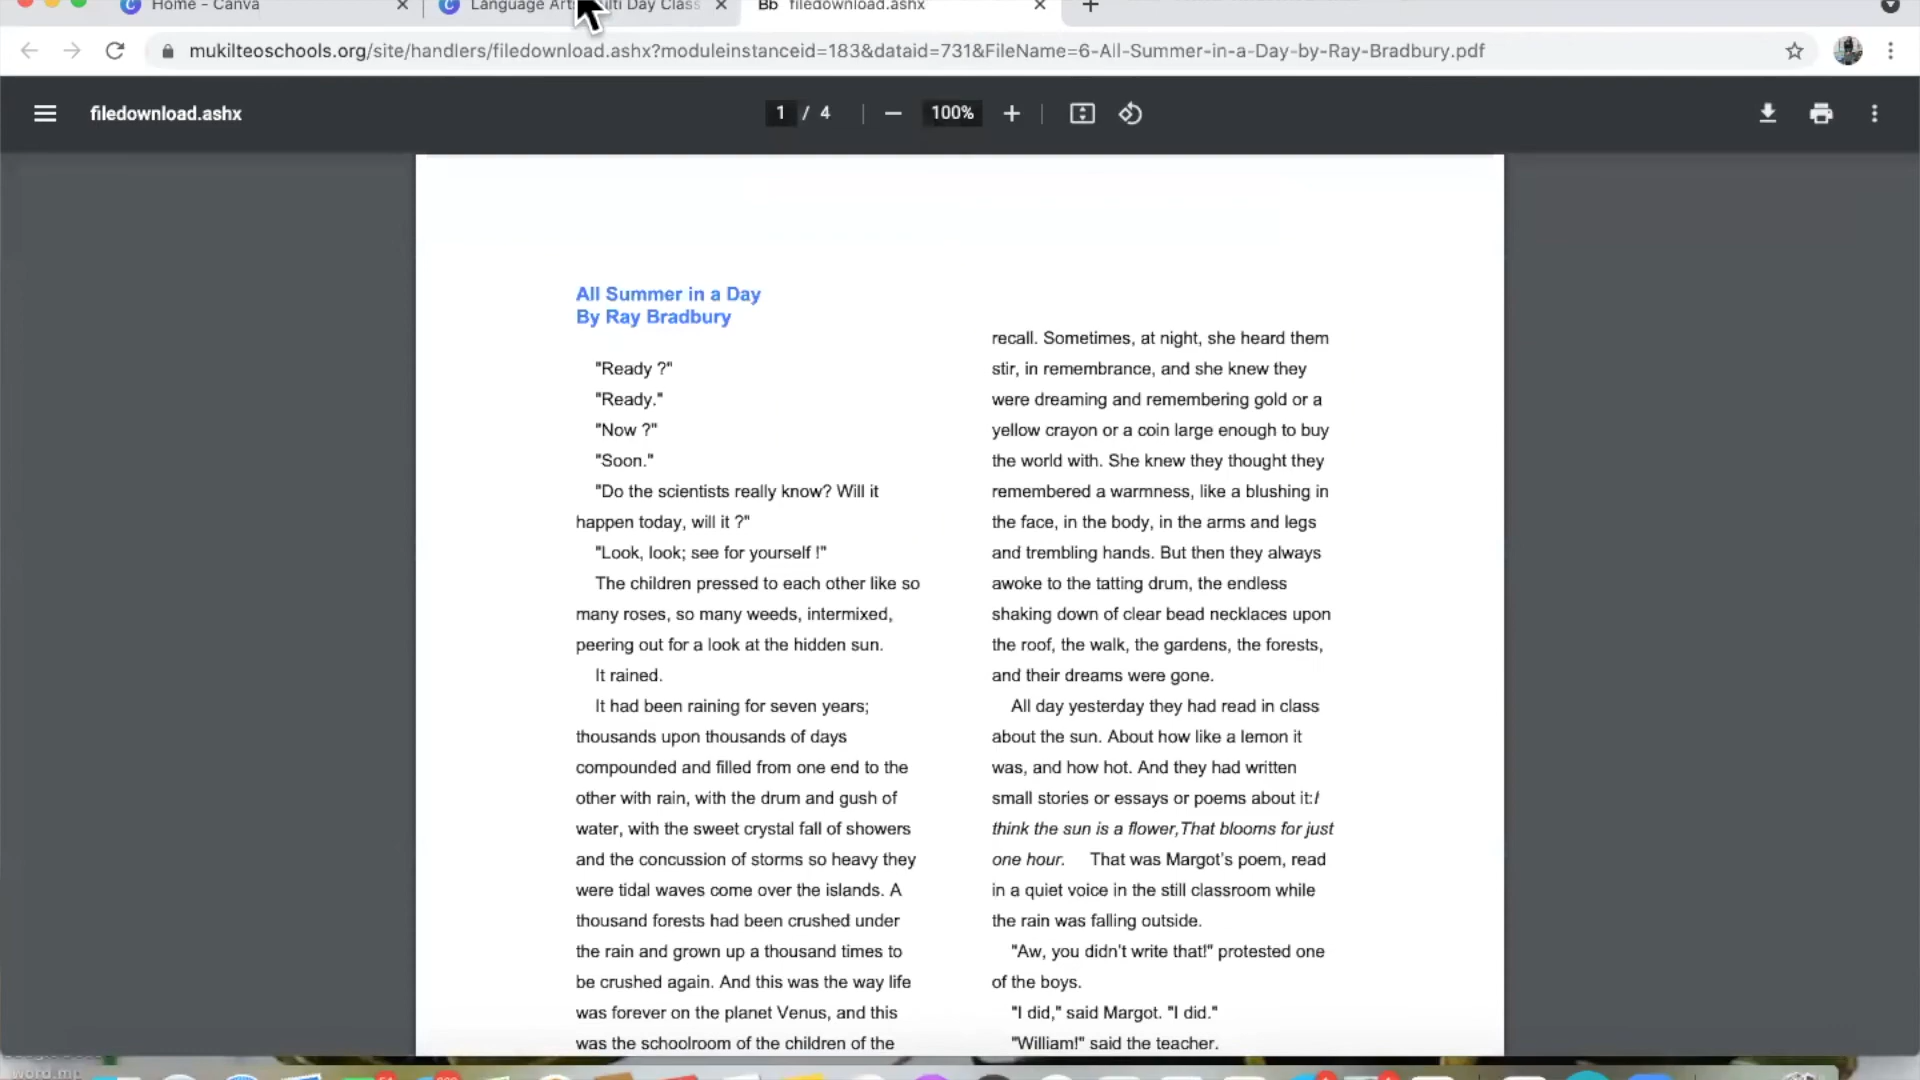 Home - Canva
Language Art
ulti Day Class
Bb filedownload.ashx
mukilteoschools.org/site/handlers/filedownload.ashx?moduleinstanceid=183&dataid=731&FileName=6-All-Summer-in-a-Day-by-Ray-Bradbury.pdf
filedownload.ashx
1 / 4
100%
All Summer in a Day
By Ray Bradbury
"Ready ?"
"Ready."
"Now ?"
"Soon."
"Do the scientists really know? Will it
happen today, will it ?"
"Look, look; see for yourself !"
The children pressed to each other like so
many roses, so many weeds, intermixed,
peering out for a look at the hidden sun.
It rained.
It had been raining for seven years;
thousands upon thousands of days
compounded and filled from one end to the
other with rain, with the drum and gush of
water, with the sweet crystal fall of showers
and the concussion of storms so heavy they
were tidal waves come over the islands. A
thousand forests had been crushed under
the rain and grown up a thousand times to
be crushed again. And this was the way life
was forever on the planet Venus, and this
was the schoolroom of the children of the
recall. Sometimes, at night, she heard them
stir, in remembrance, and she knew they
were dreaming and remembering gold or a
yellow crayon or a coin large enough to buy
the world with. She knew they thought they
remembered a warmness, like a blushing in
the face, in the body, in the arms and legs
and trembling hands. But then they always
awoke to the tatting drum, the endless
shaking down of clear bead necklaces upon
the roof, the walk, the gardens, the forests,
and their dreams were gone.
All day yesterday they had read in class
about the sun. About how like a lemon it
was, and how hot. And they had written
small stories or essays or poems about it:I
think the sun is a flower,That blooms for just
one hour. That was Margot's poem, read
in a quiet voice in the still classroom while
the rain was falling outside.
"Aw, you didn't write that!" protested one
of the boys.
"I did," said Margot. "I did."
"William!" said the teacher.
word.mp